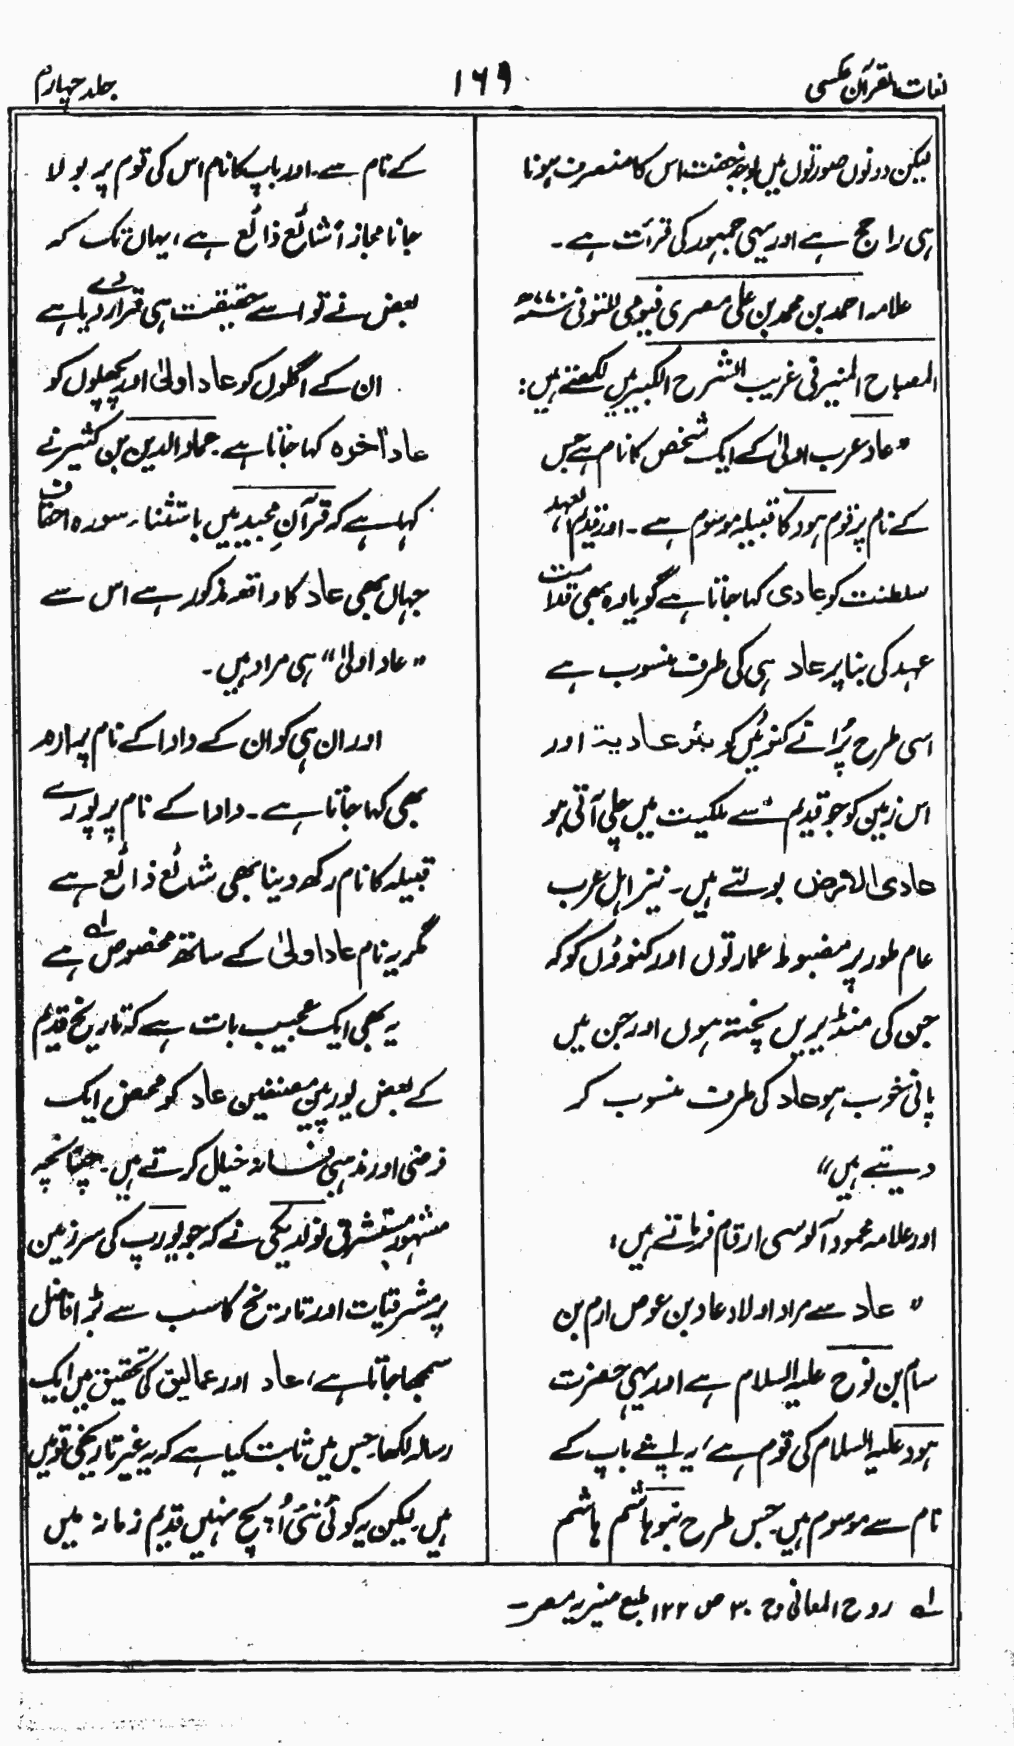 لغات القرآن عکسی
۱۶۹
جلد چہارم
لیکن دونوں صورتوں میں بوجہ خفت اس کا منصرف ہونا
ہی راجح ہے اور یہی جمہور کی قرائت ہے۔
علامہ احمد بن محمد بن علی مصری فیومی المتوفی ۷۷۰ھ
المصباح المنیر فی غریب الشرح الکبیر میں لکھتے ہیں:
"عاد عرب اولیٰ کے ایک شخص کا نام ہے جس
کے نام پر قوم ہود کا قبیلہ موسوم ہے۔ اور قدیم العہد
سلطنت کو عادی کہا جاتا ہے گویا وہ بھی قدامت
عہد کی بنا پر عاد ہی کی طرف منسوب ہے
اسی طرح پُرانے کنوئیں کو بئر عادیة اور
اس زمین کو جو قدیم سے ملکیت میں چلی آتی ہو
عادی الارض بولتے ہیں۔ نیز اہل عرب
عام طور پر مضبوط عمارتوں اور کنوؤں کو کہ
جن کی منڈیریں پختہ ہوں اور جن میں
پانی خوب ہو عاد کی طرف منسوب کر
دیتے ہیں"
اور علامہ محمود آلوسی ارقام فرماتے ہیں:
"عاد سے مراد اولاد عاد بن عوص ارم بن
سام بن نوح علیہ السلام ہے اور یہی حضرت
ہود علیہ السلام کی قوم ہے، یہ اپنے باپ کے
نام سے موسوم ہیں۔ جس طرح بنو ہاشم ہاشم
کے نام سے۔ اور باپ کا نام اس کی قوم پر بولا
جانا مجازاً شائع ذائع ہے، یہاں تک کہ
بعض نے تو اسے حقیقت ہی قرار دے دیا ہے
ان کے اگلوں کو عاد اولیٰ اور پچھلوں کو
عاد آخرہ کہا جاتا ہے۔ عماد الدین بن کثیر نے
کہا ہے کہ قرآنِ مجید میں باستثناء سورہ احقاف
جہاں بھی عاد کا واقعہ مذکور ہے اس سے
"عاد اولیٰ" ہی مراد ہیں۔
اور ان ہی کو ان کے دادا کے نام پر ارم
بھی کہا جاتا ہے۔ دادا کے نام پر پورے
قبیلہ کا نام رکھ دینا بھی شائع ذائع ہے
مگر یہ نام عاد اولیٰ کے ساتھ مخصوص ہے لہ
یہ بھی ایک عجیب بات ہے کہ تاریخ قدیم
کے بعض یورپین مصنفین عاد کو محض ایک
فرضی اور مذہبی فسانہ خیال کرتے ہیں۔ چنانچہ
مشہور مستشرق نولدیکی نے کہ جو یورپ کی سرزمین
پر مشرقیات اور تاریخ کا سب سے بڑا فاضل
سمجھا جاتا ہے، عاد اور عمالیق کی تحقیق میں ایک
رسالہ لکھا۔ جس میں ثابت کیا ہے کہ یہ غیر تاریخی قومیں
ہیں۔ لیکن یہ کوئی نئی اُپچ نہیں قدیم زمانہ میں
لہ روح المعانی ج ۳۰ ص ۱۲۲ طبع منیریہ مصر۔